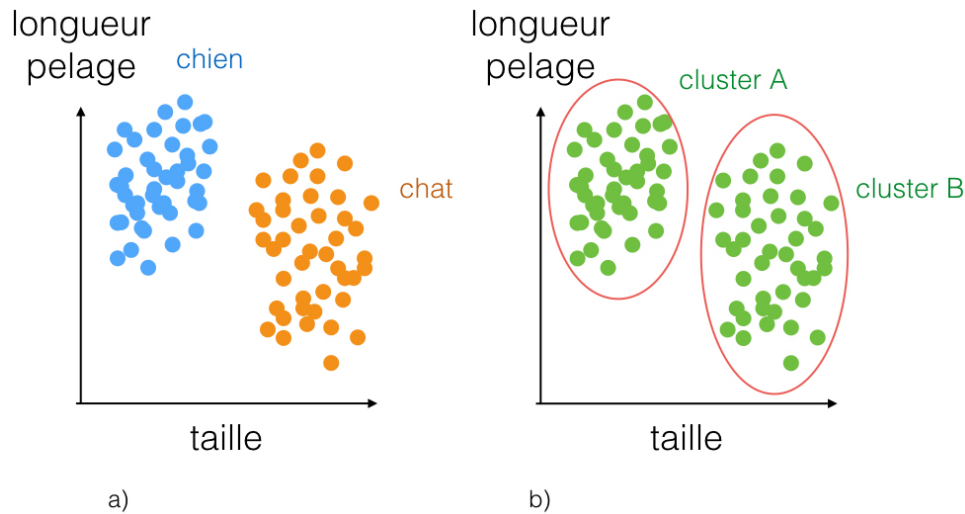 longueur
pelage
chien
chat
taille
a)
longueur
pelage
cluster A
cluster B
taille
b)